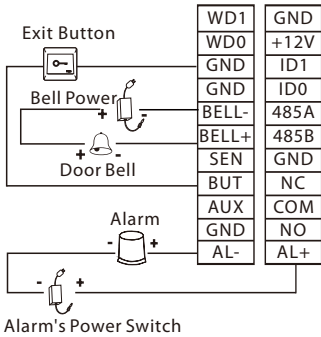 WD1 GND
Exit Button WD0 +12V
GND ID1
GND ID0
Bell Power BELL- 485A
+ -
BELL+ 485B
+ -
SEN GND
Door Bell
BUT NC
AUX COM
Alarm
GND NO
- + AL- AL+
- +
Alarm's Power Switch